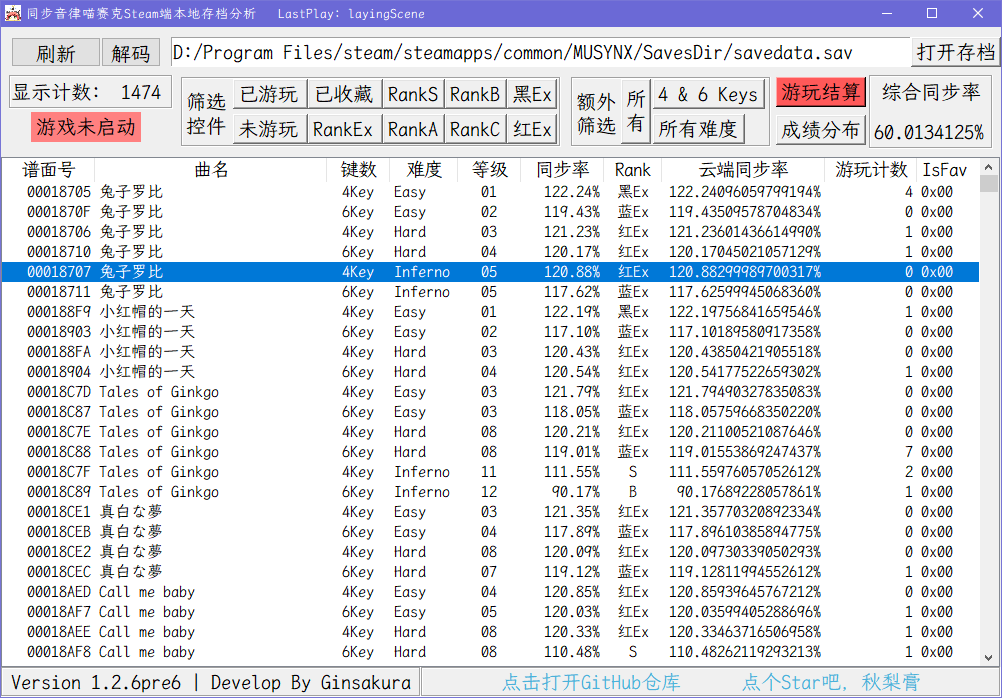 同步音律喵赛克Steam端本地存档分析 LastPlay: layingScene
刷新 解码 D:/Program Files/steam/steamapps/common/MUSYNX/SavesDir/savedata.sav 打开存档
显示计数: 1474
游戏未启动
筛选控件
已游玩 已收藏 RankS RankB 黑Ex
未游玩 RankEx RankA RankC 红Ex
额外筛选
所有
4 & 6 Keys
所有难度
游玩结算
成绩分布
综合同步率
60.0134125%
谱面号 曲名 键数 难度 等级 同步率 Rank 云端同步率 游玩计数 IsFav
00018705 兔子罗比 4Key Easy 01 122.24% 黑Ex 122.24096059799194% 4 0x00
0001870F 兔子罗比 6Key Easy 02 119.43% 蓝Ex 119.43509578704834% 0 0x00
00018706 兔子罗比 4Key Hard 03 121.23% 红Ex 121.23601436614990% 1 0x00
00018710 兔子罗比 6Key Hard 04 120.17% 红Ex 120.17045021057129% 1 0x00
00018707 兔子罗比 4Key Inferno 05 120.88% 红Ex 120.88299989700317% 0 0x00
00018711 兔子罗比 6Key Inferno 05 117.62% 蓝Ex 117.62599945068360% 0 0x00
000188F9 小红帽的一天 4Key Easy 01 122.19% 黑Ex 122.19756841659546% 1 0x00
00018903 小红帽的一天 6Key Easy 02 117.10% 蓝Ex 117.10189580917358% 0 0x00
000188FA 小红帽的一天 4Key Hard 03 120.43% 红Ex 120.43850421905518% 0 0x00
00018904 小红帽的一天 6Key Hard 04 120.54% 红Ex 120.54177522659302% 1 0x00
00018C7D Tales of Ginkgo 4Key Easy 03 121.79% 红Ex 121.79490327835083% 0 0x00
00018C87 Tales of Ginkgo 6Key Easy 03 118.05% 蓝Ex 118.05759668350220% 0 0x00
00018C7E Tales of Ginkgo 4Key Hard 08 120.21% 红Ex 120.21100521087646% 1 0x00
00018C88 Tales of Ginkgo 6Key Hard 08 119.01% 蓝Ex 119.01553869247437% 7 0x00
00018C7F Tales of Ginkgo 4Key Inferno 11 111.55% S 111.55976057052612% 2 0x00
00018C89 Tales of Ginkgo 6Key Inferno 12 90.17% B 90.17689228057861% 1 0x00
00018CE1 真白な夢 4Key Easy 03 121.35% 红Ex 121.35770320892334% 0 0x00
00018CEB 真白な夢 6Key Easy 04 117.89% 蓝Ex 117.89610385894775% 0 0x00
00018CE2 真白な夢 4Key Hard 08 120.09% 红Ex 120.09730339050293% 0 0x00
00018CEC 真白な夢 6Key Hard 07 119.12% 蓝Ex 119.12811994552612% 1 0x00
00018AED Call me baby 4Key Easy 04 120.85% 红Ex 120.85939645767212% 0 0x00
00018AF7 Call me baby 6Key Easy 05 120.03% 红Ex 120.03599405288696% 1 0x00
00018AEE Call me baby 4Key Hard 08 120.33% 红Ex 120.33463716506958% 1 0x00
00018AF8 Call me baby 6Key Hard 08 110.48% S 110.48262119293213% 1 0x00
Version 1.2.6pre6 | Develop By Ginsakura 点击打开GitHub仓库 点个Star吧, 秋梨膏